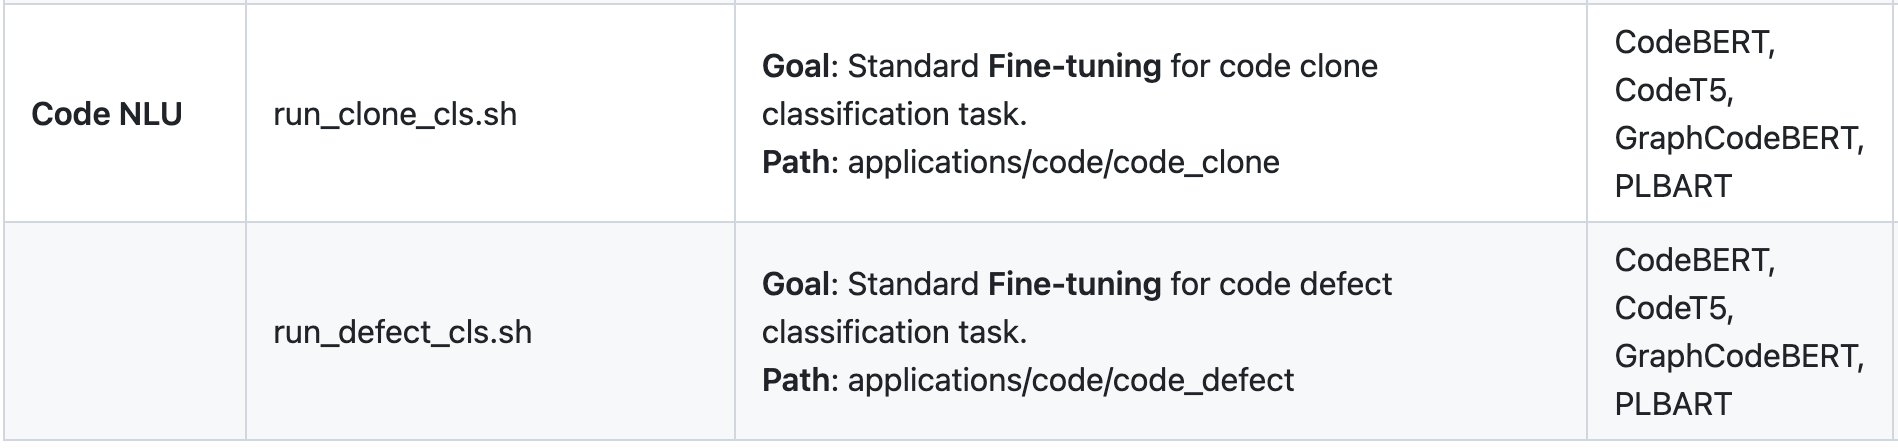 Code NLU
run_clone_cls.sh
Goal: Standard Fine-tuning for code clone
classification task.
Path: applications/code/code_clone
CodeBERT,
CodeT5,
GraphCodeBERT,
PLBART
run_defect_cls.sh
Goal: Standard Fine-tuning for code defect
classification task.
Path: applications/code/code_defect
CodeBERT,
CodeT5,
GraphCodeBERT,
PLBART